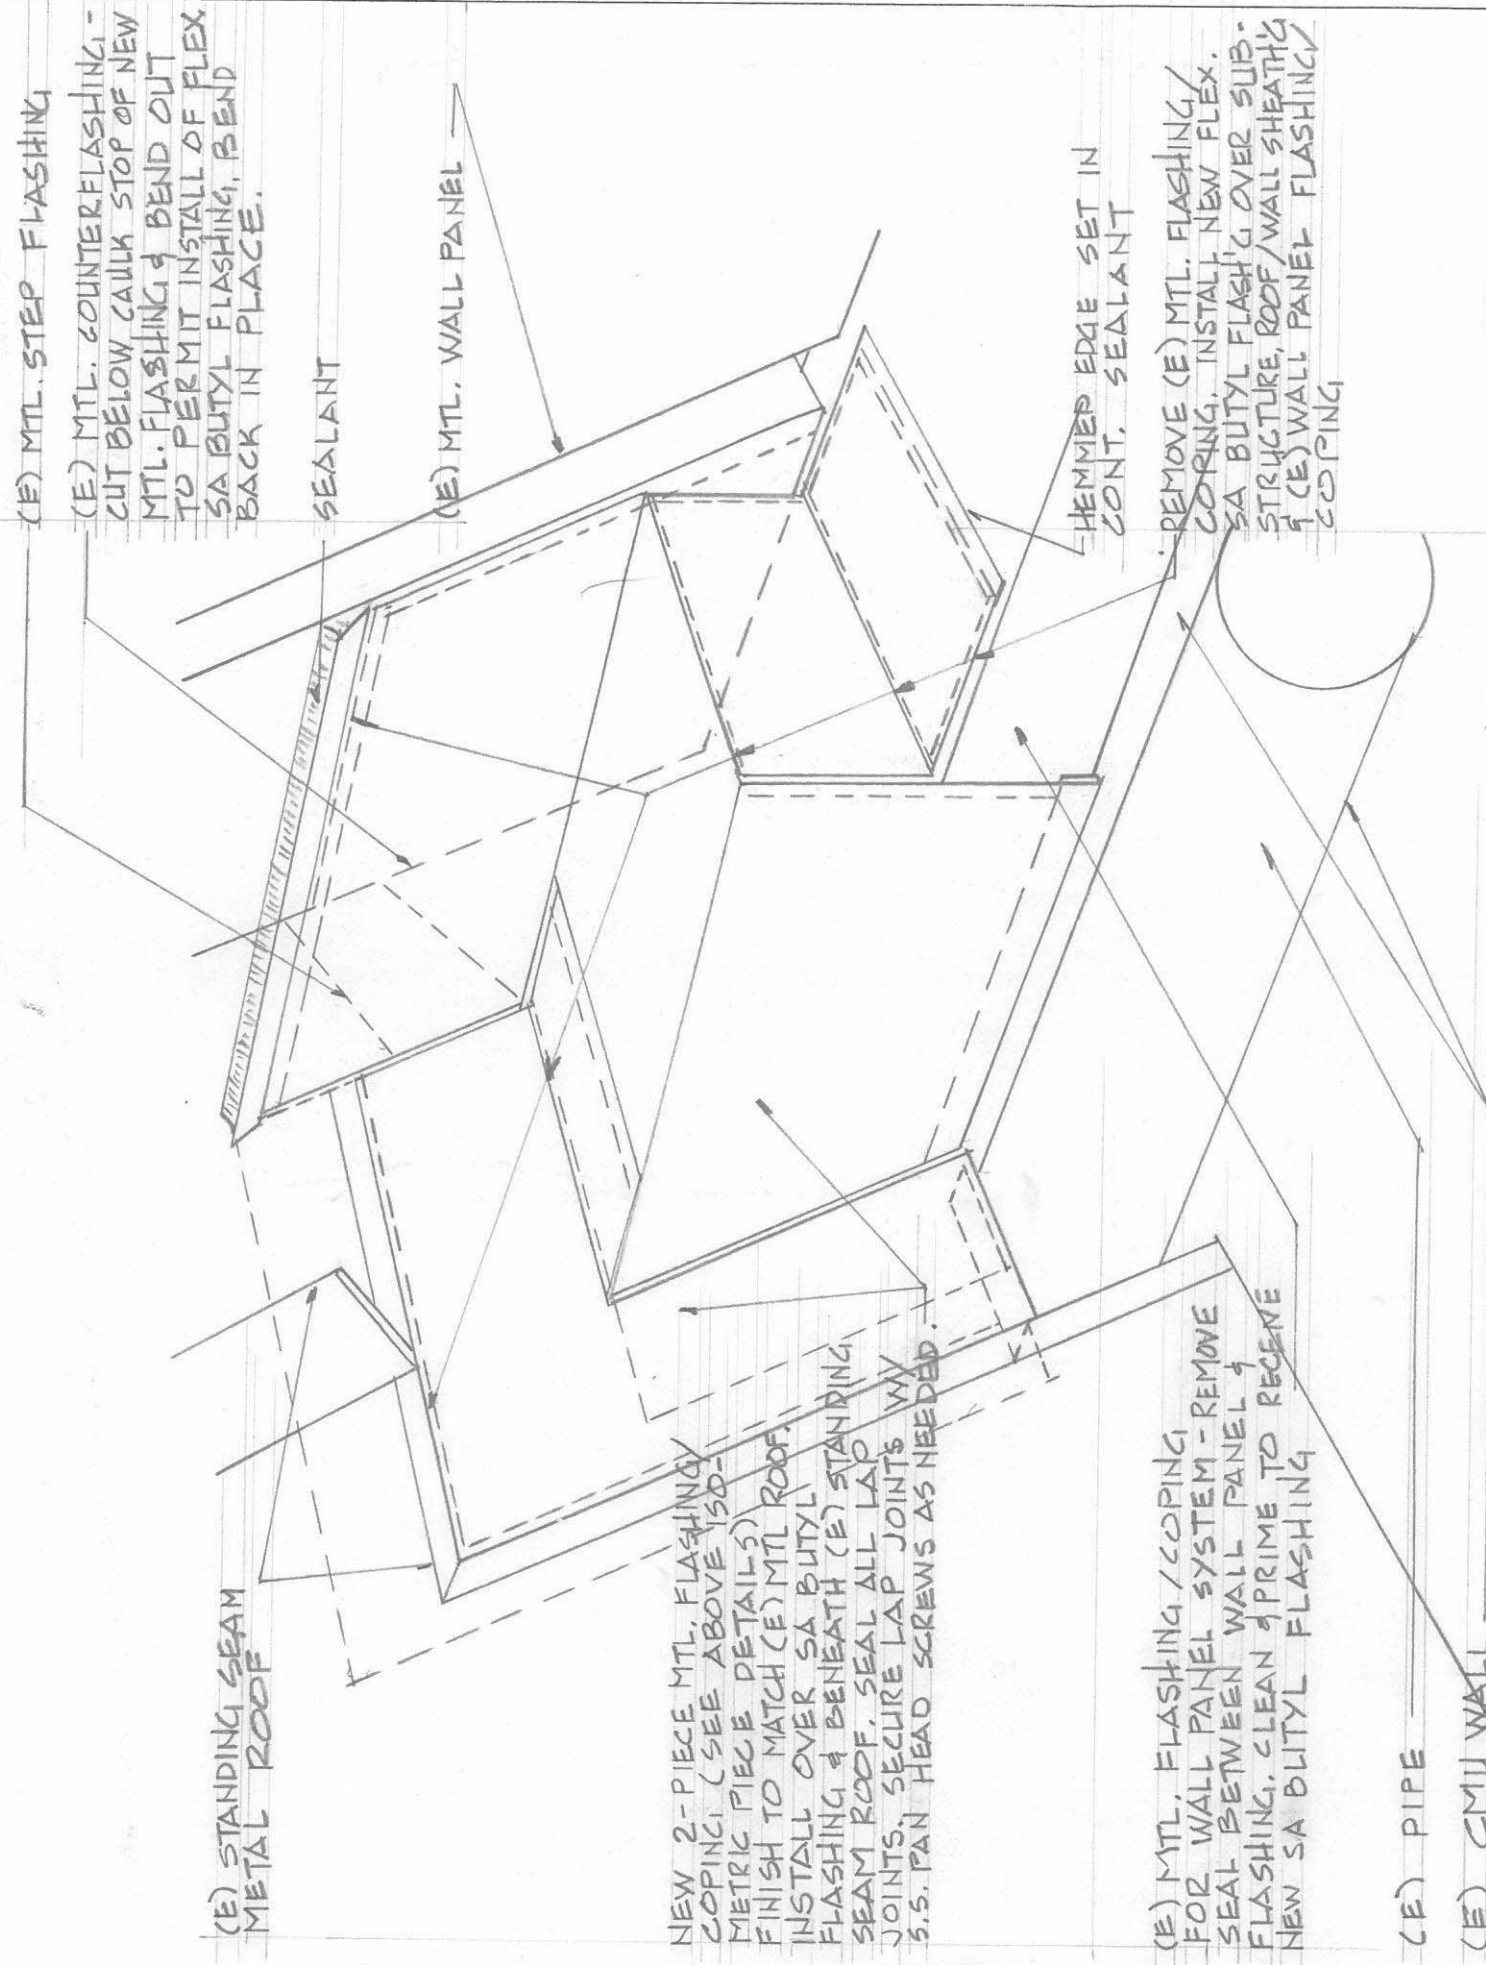 (E) STANDING SEAM
METAL ROOF
NEW 2-PIECE MTL. FLASHING/
COPING (SEE ABOVE ISO-
METRIC PIECE DETAILS)
FINISH TO MATCH (E) MTL ROOF,
INSTALL OVER SA BUTYL
FLASHING & BENEATH (E) STANDING
SEAM ROOF. SEAL ALL LAP
JOINTS. SECURE LAP JOINTS W/
S.S. PAN HEAD SCREWS AS NEEDED.
(E) MTL. FLASHING/COPING
FOR WALL PANEL SYSTEM - REMOVE
SEAL BETWEEN WALL PANEL &
FLASHING. CLEAN & PRIME TO RECEIVE
NEW SA BUTYL FLASHING
(E) PIPE
(E) CMU WALL
(E) MTL. STEP FLASHING
(E) MTL. COUNTERFLASHING -
CUT BELOW CAULK STOP OF NEW
MTL. FLASHING & BEND OUT
TO PERMIT INSTALL OF FLEX
SA BUTYL FLASHING, BEND
BACK IN PLACE.
SEALANT
(E) MTL. WALL PANEL
HEMMED EDGE SET IN
CONT. SEALANT
REMOVE (E) MTL. FLASHING/
COPING, INSTALL NEW FLEX.
SA BUTYL FLASH'G OVER SUB-
STRUCTURE, ROOF/WALL SHEATH'G
& (E) WALL PANEL FLASHING/
COPING